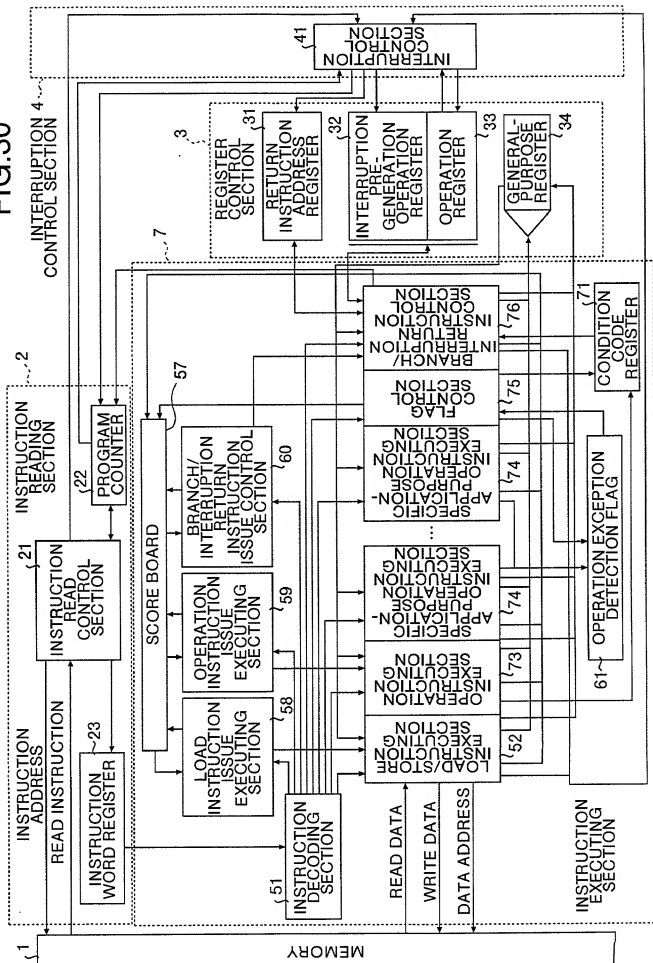 FIG.30
INTERRUPTION
CONTROL SECTION
4
INTERRUPTION
CONTROL
SECTION
41
3
REGISTER
CONTROL
SECTION
31
RETURN
INSTRUCTION
ADDRESS
REGISTER
32
INTERRUPTION
PRE-
GENERATION
OPERATION
REGISTER
OPERATION
REGISTER
33
GENERAL-
PURPOSE
REGISTER
34
2
INSTRUCTION
READING
SECTION
21
INSTRUCTION
READ
CONTROL
SECTION
22
PROGRAM
COUNTER
23
INSTRUCTION
WORD REGISTER
INSTRUCTION
ADDRESS
READ INSTRUCTION
7
57
SCORE BOARD
LOAD
INSTRUCTION
ISSUE
EXECUTING
SECTION
58
OPERATION
INSTRUCTION
ISSUE
EXECUTING
SECTION
59
BRANCH/
INTERRUPTION
RETURN
INSTRUCTION
ISSUE CONTROL
SECTION
60
51
INSTRUCTION
DECODING
SECTION
LOAD/STORE
INSTRUCTION
EXECUTING
SECTION
52
OPERATION
INSTRUCTION
EXECUTING
SECTION
73
APPLICATION-
SPECIFIC
PURPOSE
OPERATION
INSTRUCTION
EXECUTING
SECTION
74
...
APPLICATION-
SPECIFIC
PURPOSE
OPERATION
INSTRUCTION
EXECUTING
SECTION
74
FLAG
CONTROL
SECTION
75
BRANCH/
INTERRUPTION
RETURN
INSTRUCTION
CONTROL
SECTION
76
71
CONDITION
CODE
REGISTER
61
OPERATION EXCEPTION
DETECTION FLAG
READ DATA
WRITE DATA
DATA ADDRESS
INSTRUCTION
EXECUTING
SECTION
1
MEMORY